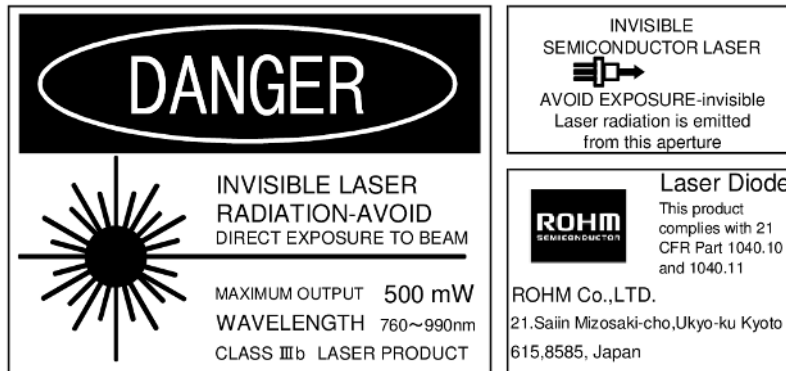 DANGER
INVISIBLE LASER
RADIATION-AVOID
DIRECT EXPOSURE TO BEAM
MAXIMUM OUTPUT 500 mW
WAVELENGTH 760～990nm
CLASS Ⅲb LASER PRODUCT
INVISIBLE
SEMICONDUCTOR LASER
AVOID EXPOSURE-invisible
Laser radiation is emitted
from this aperture
Laser Diode
ROHM
SEMICONDUCTOR
This product
complies with 21
CFR Part 1040.10
and 1040.11
ROHM Co.,LTD.
21.Saiin Mizosaki-cho,Ukyo-ku Kyoto
615,8585, Japan